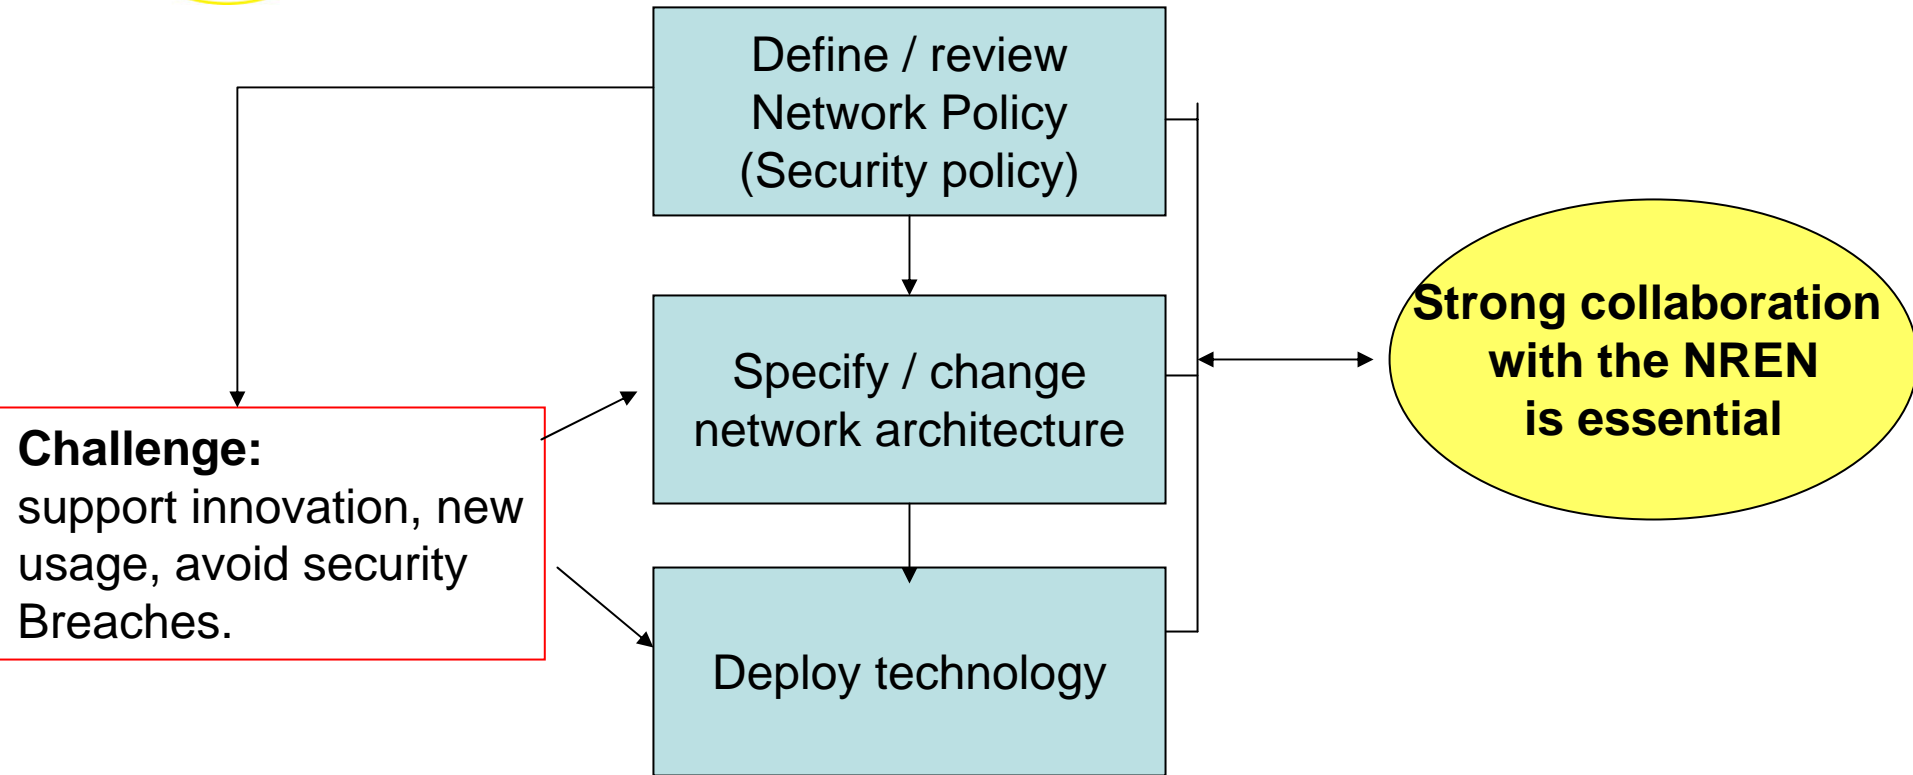 Define / review
Network Policy
(Security policy)
Specify / change
network architecture
Strong collaboration
with the NREN
is essential
Challenge:
support innovation, new
usage, avoid security
Breaches.
Deploy technology